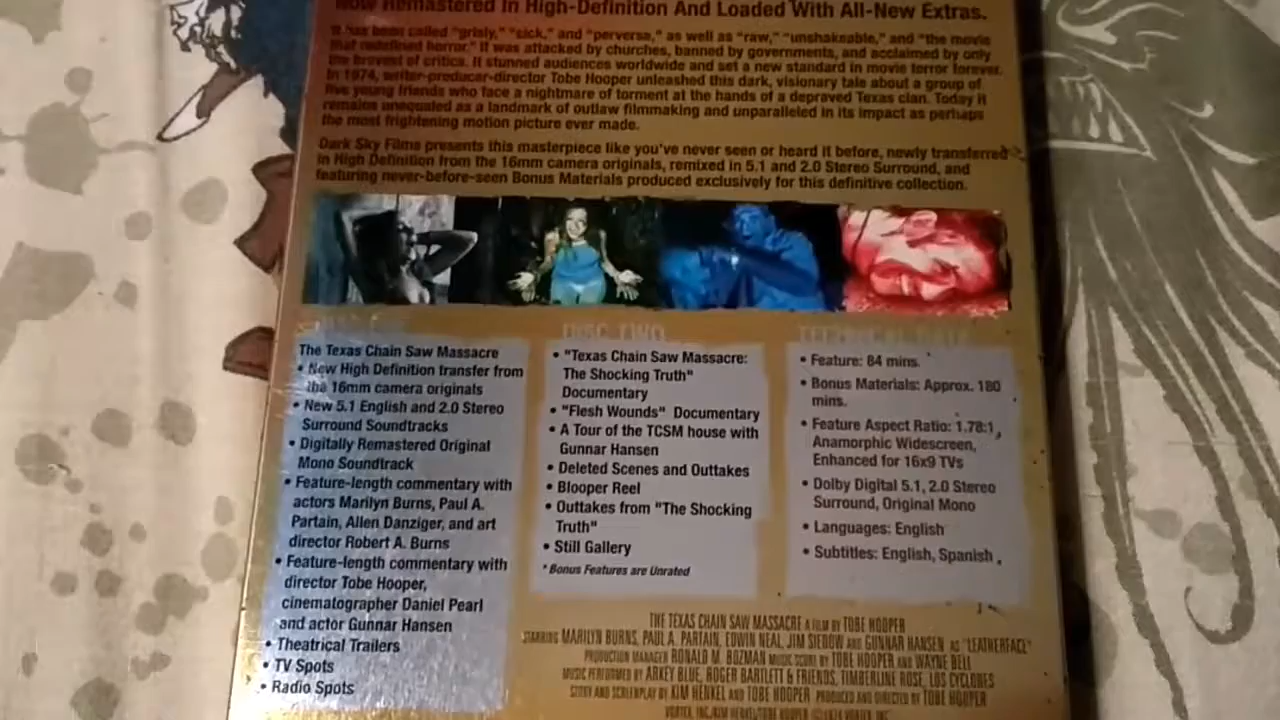 Now Remastered In High-Definition And Loaded With All-New Extras.
It has been called "grisly," "sick," and "perverse," as well as "raw," "unshakeable," and "the movie
that redefined horror." It was attacked by churches, banned by governments, and acclaimed by only
the bravest of critics. It stunned audiences worldwide and set a new standard in movie terror forever.
In 1974, writer-producer-director Tobe Hooper unleashed this dark, visionary tale about a group of
five young friends who face a nightmare of torment at the hands of a depraved Texas clan. Today it
remains unequaled as a landmark of outlaw filmmaking and unparalleled in its impact as perhaps
the most frightening motion picture ever made.
Dark Sky Films presents this masterpiece like you've never seen or heard it before, newly transferred
in High Definition from the 16mm camera originals, remixed in 5.1 and 2.0 Stereo Surround, and
featuring never-before-seen Bonus Materials produced exclusively for this definitive collection.
The Texas Chain Saw Massacre
• New High Definition transfer from
the 16mm camera originals
• New 5.1 English and 2.0 Stereo
Surround Soundtracks
• Digitally Remastered Original
Mono Soundtrack
• Feature-length commentary with
actors Marilyn Burns, Paul A.
Partain, Allen Danziger, and art
director Robert A. Burns
• Feature-length commentary with
director Tobe Hooper,
cinematographer Daniel Pearl
and actor Gunnar Hansen
• Theatrical Trailers
• TV Spots
• Radio Spots
DISC TWO
• "Texas Chain Saw Massacre:
The Shocking Truth"
Documentary
• "Flesh Wounds" Documentary
• A Tour of the TCSM house with
Gunnar Hansen
• Deleted Scenes and Outtakes
• Blooper Reel
• Outtakes from "The Shocking
Truth"
• Still Gallery
* Bonus Features are Unrated
TECHNICAL DATA
• Feature: 84 mins.
• Bonus Materials: Approx. 180
mins.
• Feature Aspect Ratio: 1.78:1,
Anamorphic Widescreen,
Enhanced for 16x9 TVs
• Dolby Digital 5.1, 2.0 Stereo
Surround, Original Mono
• Languages: English
• Subtitles: English, Spanish
THE TEXAS CHAIN SAW MASSACRE A FILM BY TOBE HOOPER
STARRING MARILYN BURNS, PAUL A. PARTAIN, EDWIN NEAL, JIM SIEDOW AND GUNNAR HANSEN AS "LEATHERFACE"
PRODUCTION MANAGER RONALD M. BOZMAN MUSIC SCORE BY TOBE HOOPER AND WAYNE BELL
MUSIC PERFORMED BY ARKEY BLUE, ROGER BARTLETT & FRIENDS, TIMBERLINE ROSE, LOS CYCLONES
STORY AND SCREENPLAY BY KIM HENKEL AND TOBE HOOPER PRODUCED AND DIRECTED BY TOBE HOOPER